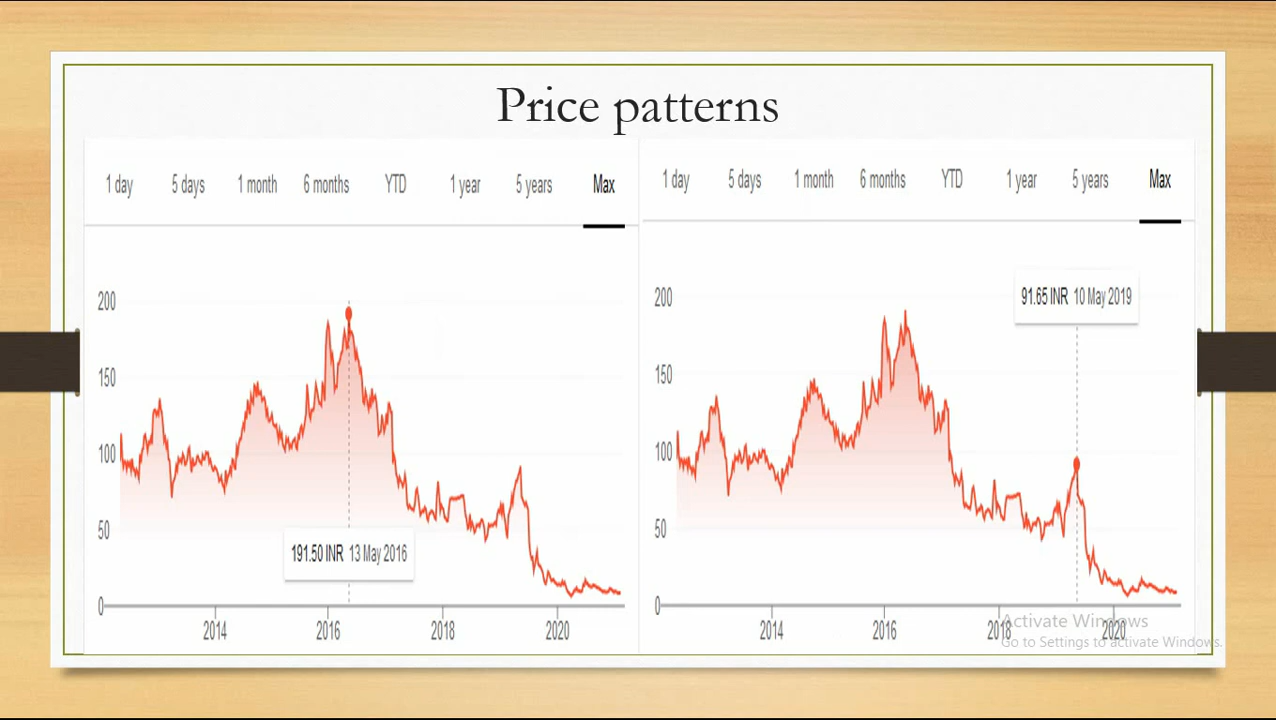 Price patterns
1 day 5 days 1 month 6 months YTD 1 year 5 years Max
200
150
100
50
0
191.50 INR 13 May 2016
2014 2016 2018 2020
1 day 5 days 1 month 6 months YTD 1 year 5 years Max
200
150
100
50
0
91.65 INR 10 May 2019
2014 2016 2018 2020
Activate Windows
Go to Settings to activate Windows.